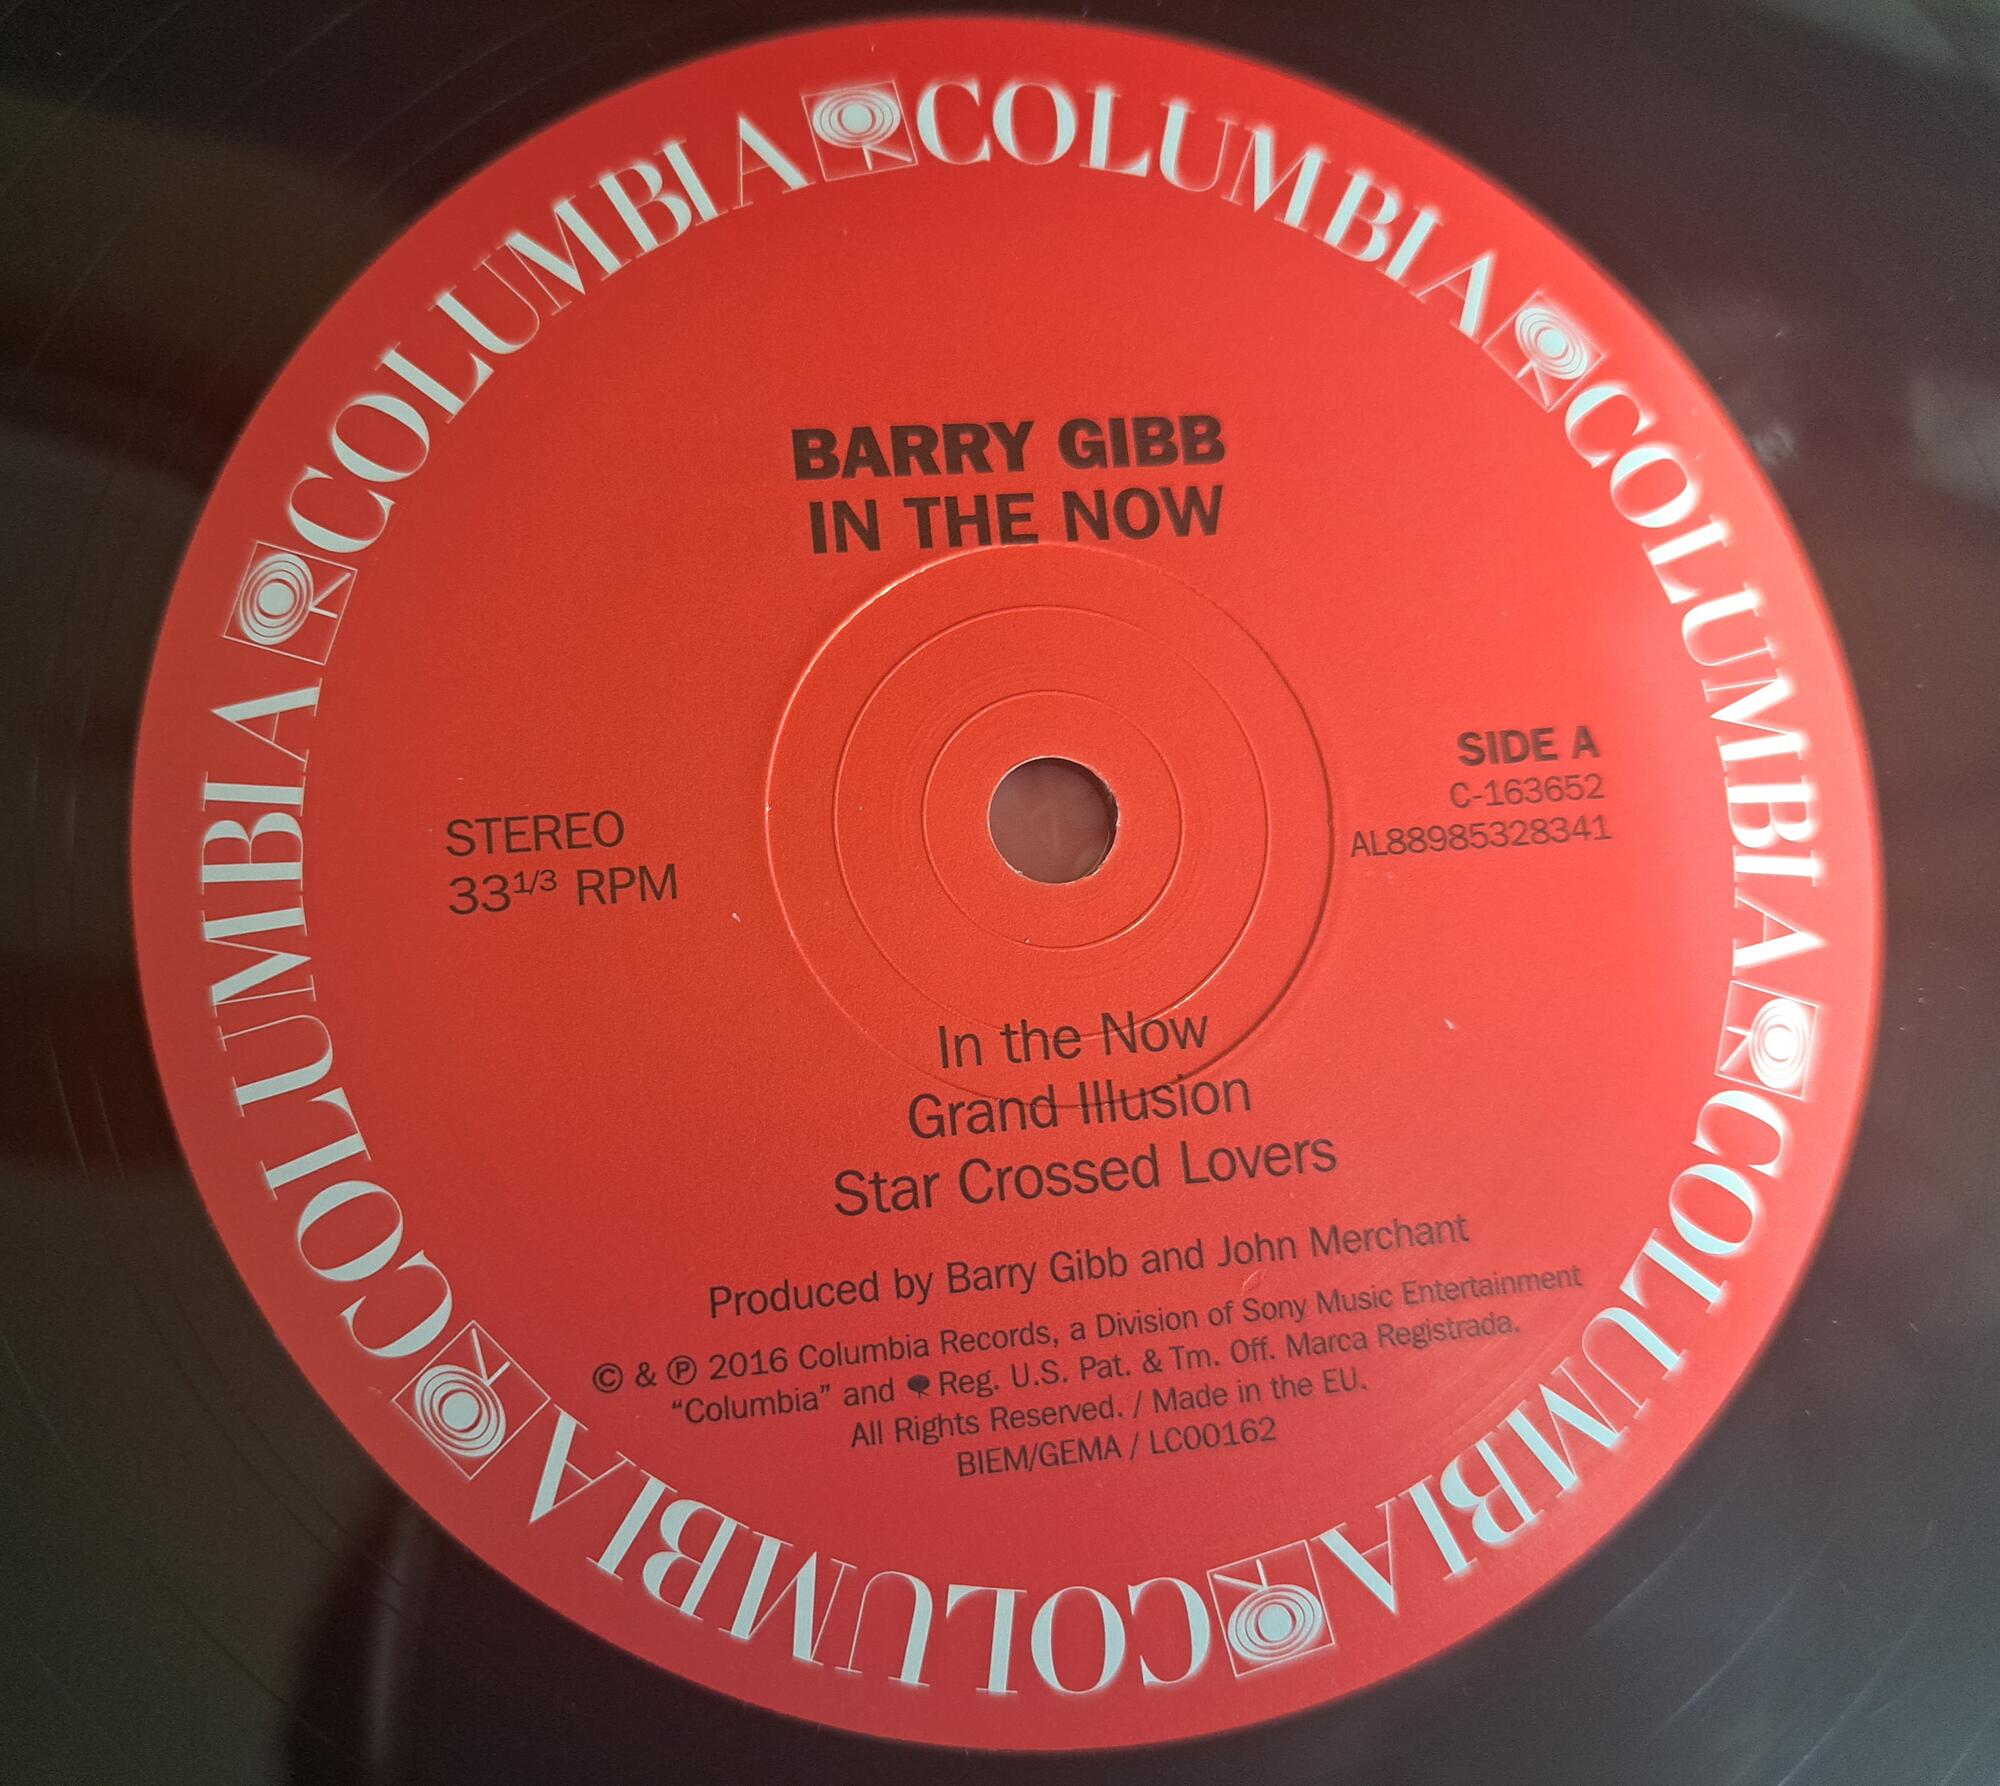 COLUMBIA COLUMBIA COLUMBIA COLUMBIA COLUMBIA COLUMBIA
BARRY GIBB
IN THE NOW
STEREO
33 1/3 RPM
SIDE A
C-163652
AL88985328341
In the Now
Grand Illusion
Star Crossed Lovers
Produced by Barry Gibb and John Merchant
© & ℗ 2016 Columbia Records, a Division of Sony Music Entertainment
“Columbia” and Reg. U.S. Pat. & Tm. Off. Marca Registrada.
All Rights Reserved. / Made in the EU.
BIEM/GEMA / LC00162